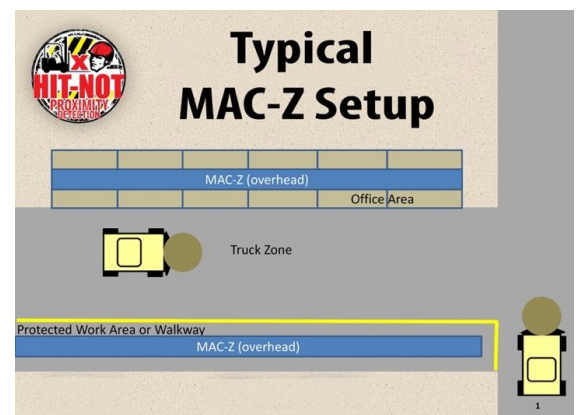 HIT-NOT
PROXIMITY
DETECTION
Typical
MAC-Z Setup
MAC-Z (overhead)
Office Area
Truck Zone
Protected Work Area or Walkway
MAC-Z (overhead)
1